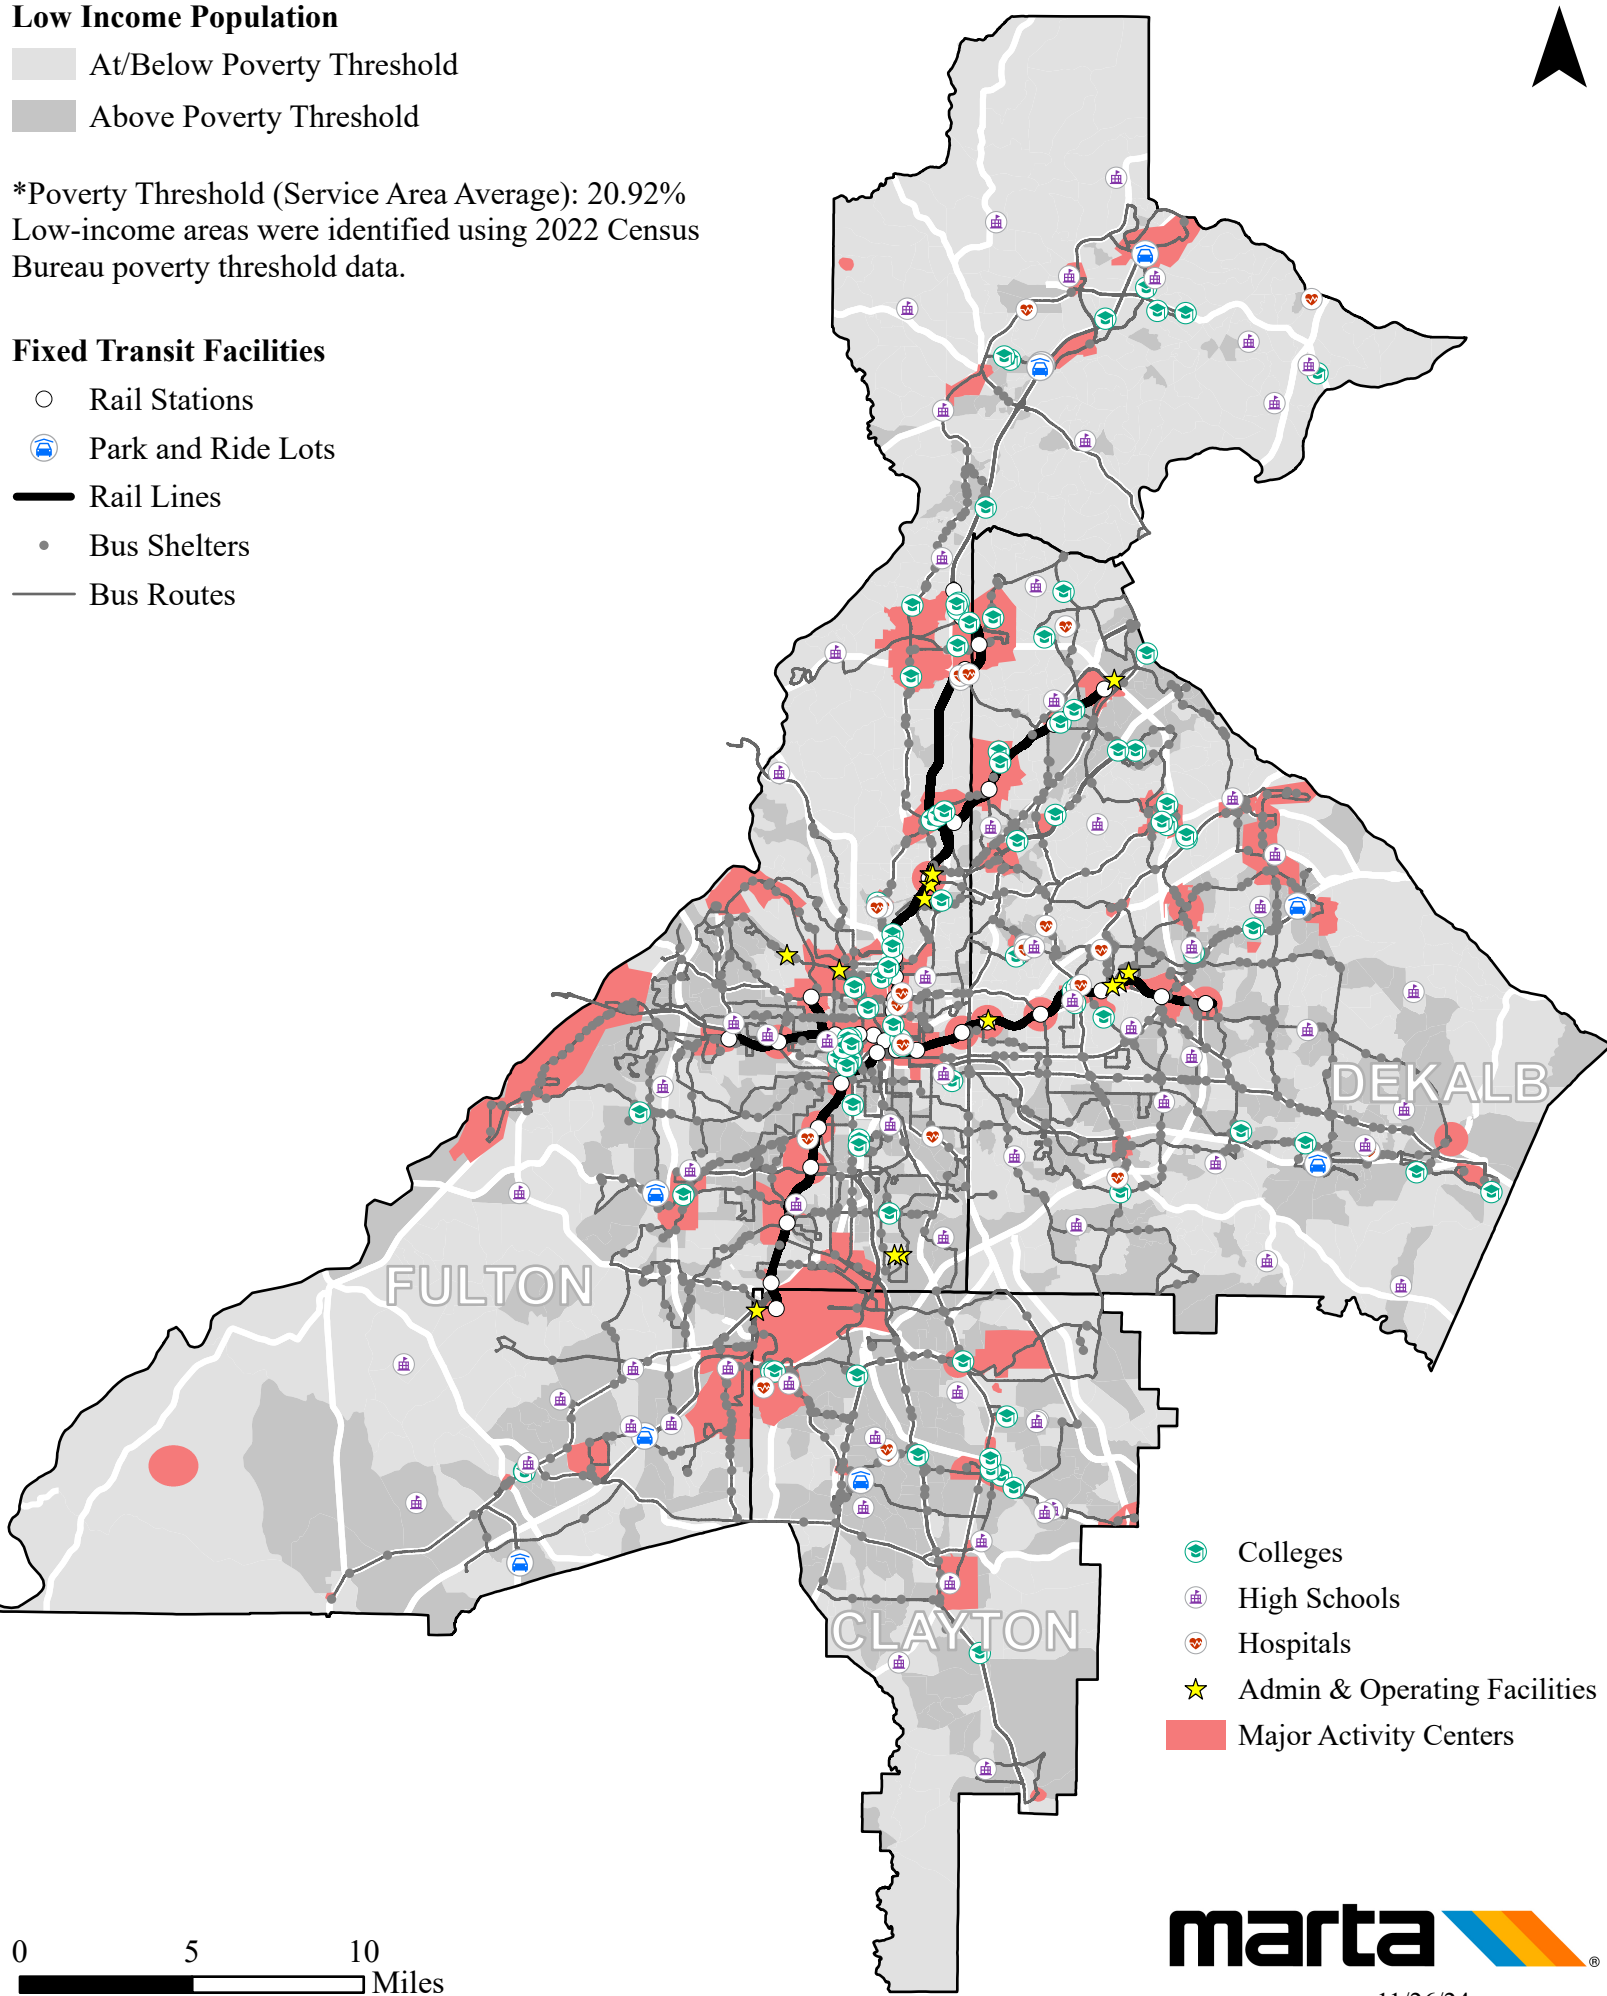 Low Income Population
At/Below Poverty Threshold
Above Poverty Threshold
*Poverty Threshold (Service Area Average): 20.92%
Low-income areas were identified using 2022 Census
Bureau poverty threshold data.
Fixed Transit Facilities
Rail Stations
Park and Ride Lots
Rail Lines
Bus Shelters
Bus Routes
DEKALB
FULTON
CLAYTON
Colleges
High Schools
Hospitals
Admin & Operating Facilities
Major Activity Centers
0 5 10
Miles
marta ®
11/26/24